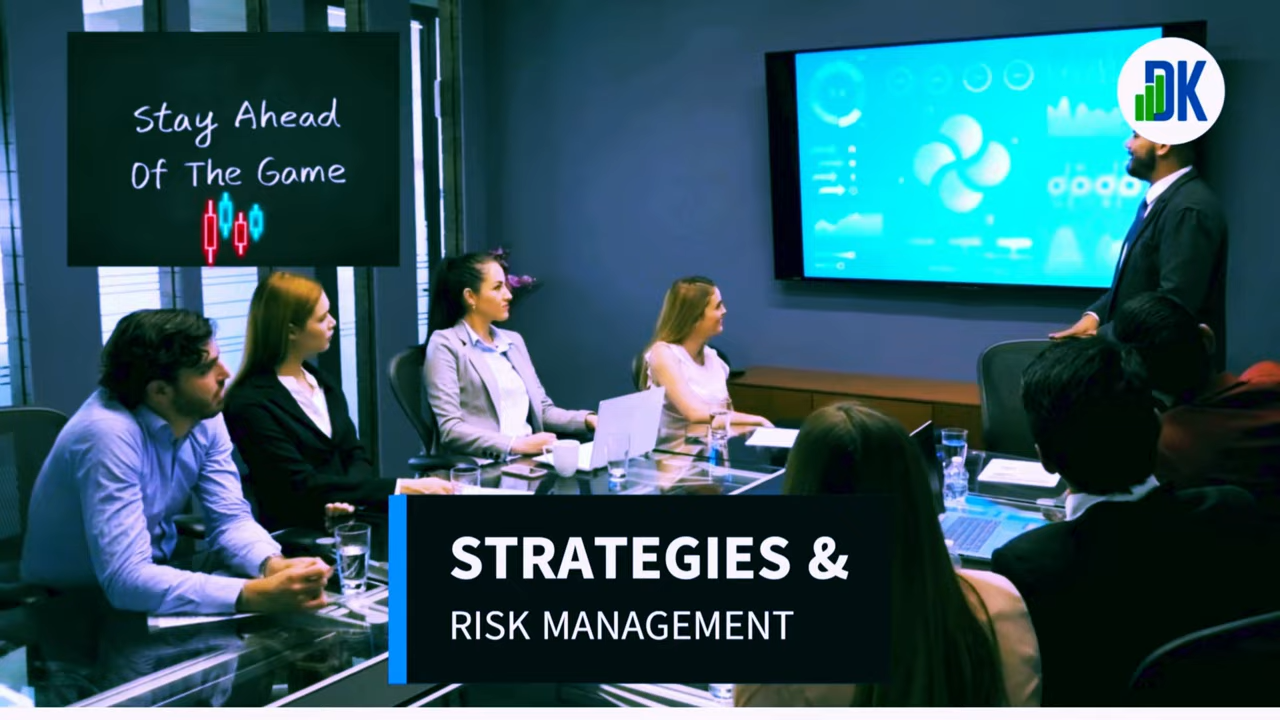 Stay Ahead
Of The Game
DK
STRATEGIES &
RISK MANAGEMENT